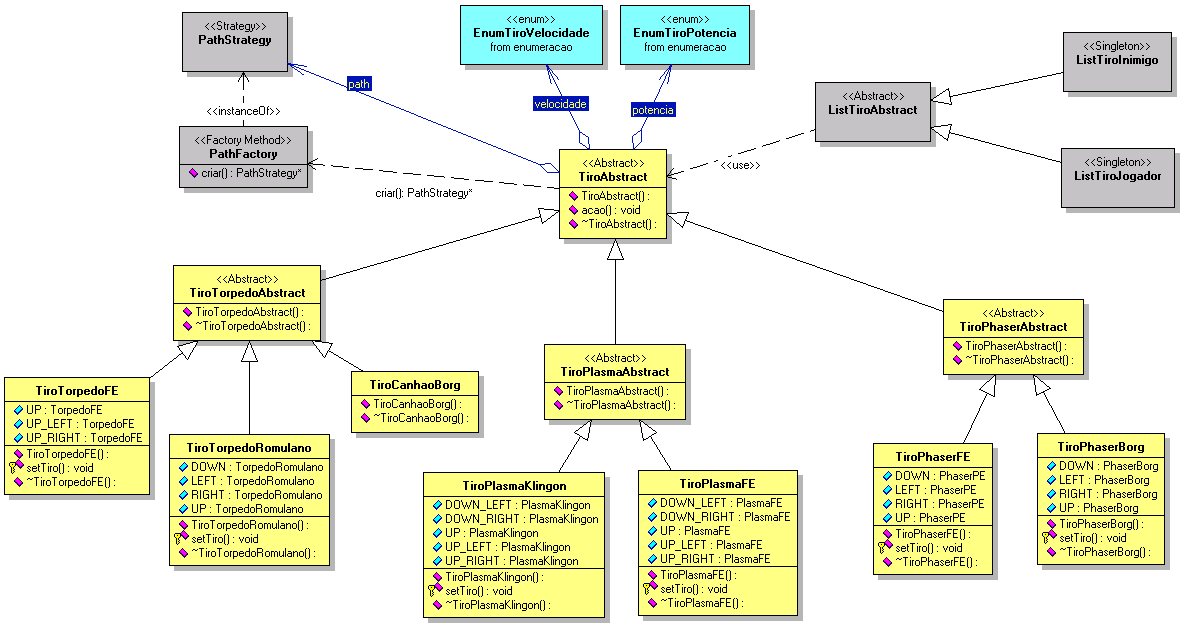 <<Strategy>>
PathStrategy
<<enum>>
EnumTiroVelocidade
from enumeracao
<<enum>>
EnumTiroPotencia
from enumeracao
<<Singleton>>
ListTiroInimigo
path
velocidade
potencia
<<Abstract>>
ListTiroAbstract
<<instanceOf>>
<<Factory Method>>
PathFactory
criar() : PathStrategy*
criar(): PathStrategy*
<<Abstract>>
TiroAbstract
TiroAbstract() :
acao() : void
~TiroAbstract() :
<<use>>
<<Singleton>>
ListTiroJogador
<<Abstract>>
TiroTorpedoAbstract
TiroTorpedoAbstract() :
~TiroTorpedoAbstract() :
<<Abstract>>
TiroPhaserAbstract
TiroPhaserAbstract() :
~TiroPhaserAbstract() :
<<Abstract>>
TiroPlasmaAbstract
TiroPlasmaAbstract() :
~TiroPlasmaAbstract() :
TiroTorpedoFE
UP : TorpedoFE
UP_LEFT : TorpedoFE
UP_RIGHT : TorpedoFE
TiroTorpedoFE() :
setTiro() : void
~TiroTorpedoFE() :
TiroCanhaoBorg
TiroCanhaoBorg() :
~TiroCanhaoBorg() :
TiroTorpedoRomulano
DOWN : TorpedoRomulano
LEFT : TorpedoRomulano
RIGHT : TorpedoRomulano
UP : TorpedoRomulano
TiroTorpedoRomulano() :
setTiro() : void
~TiroTorpedoRomulano() :
TiroPlasmaKlingon
DOWN_LEFT : PlasmaKlingon
DOWN_RIGHT : PlasmaKlingon
UP : PlasmaKlingon
UP_LEFT : PlasmaKlingon
UP_RIGHT : PlasmaKlingon
TiroPlasmaKlingon() :
setTiro() : void
~TiroPlasmaKlingon() :
TiroPlasmaFE
DOWN_LEFT : PlasmaFE
DOWN_RIGHT : PlasmaFE
UP : PlasmaFE
UP_LEFT : PlasmaFE
UP_RIGHT : PlasmaFE
TiroPlasmaFE() :
setTiro() : void
~TiroPlasmaFE() :
TiroPhaserFE
DOWN : PhaserPE
LEFT : PhaserPE
RIGHT : PhaserPE
UP : PhaserPE
TiroPhaserFE() :
setTiro() : void
~TiroPhaserFE() :
TiroPhaserBorg
DOWN : PhaserBorg
LEFT : PhaserBorg
RIGHT : PhaserBorg
UP : PhaserBorg
TiroPhaserBorg() :
setTiro() : void
~TiroPhaserBorg() :